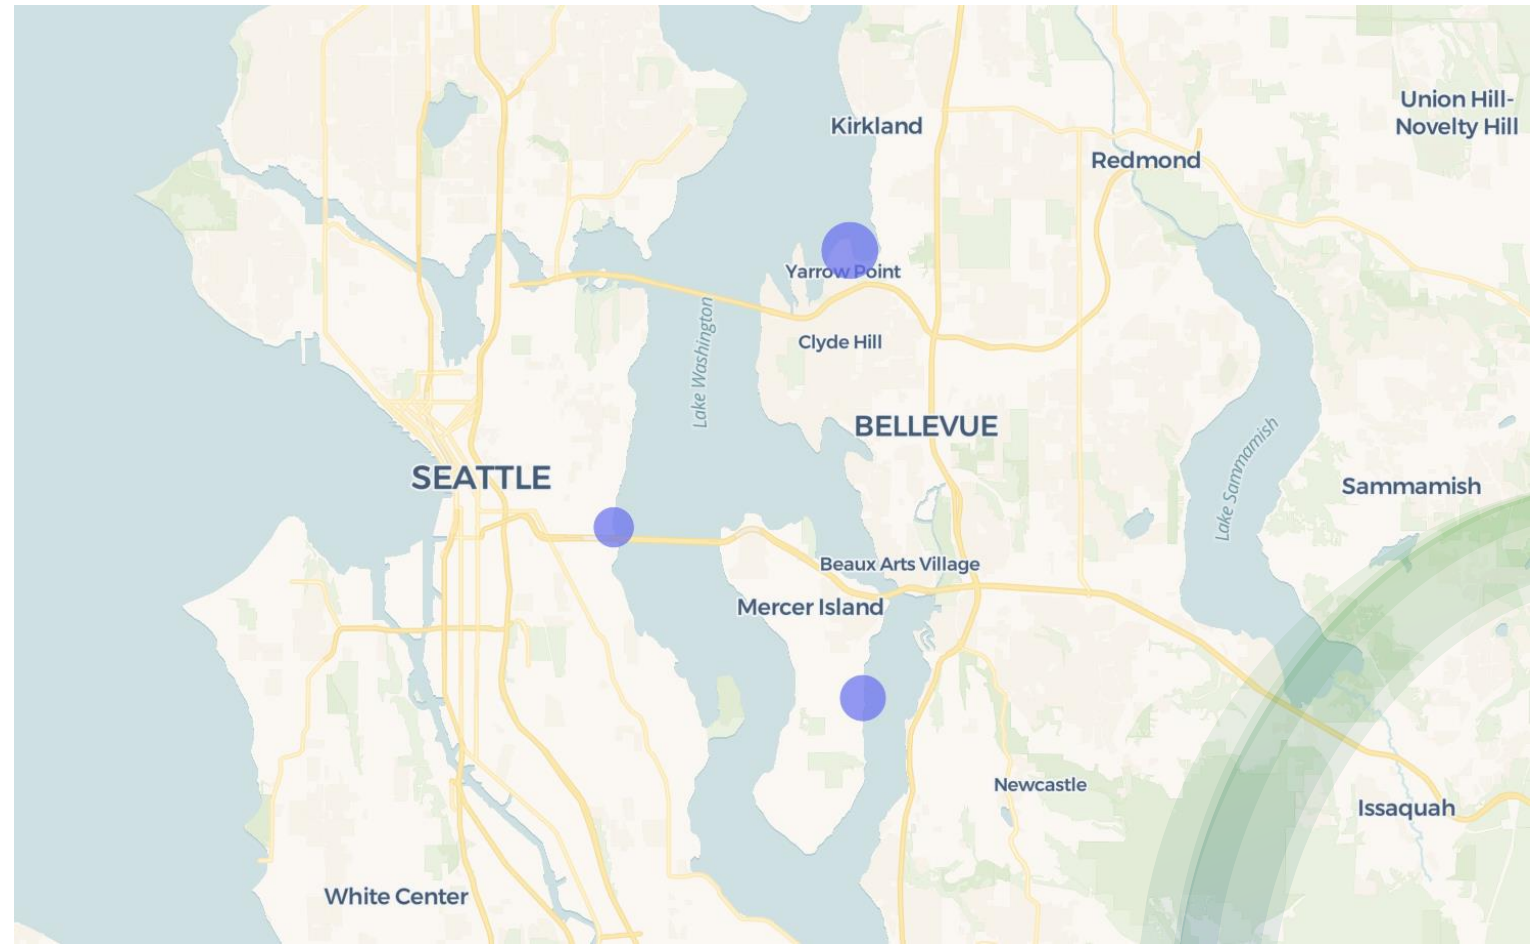 Union Hill-
Novelty Hill
Kirkland
Redmond
Yarrow Point
Lake Washington
Clyde Hill
BELLEVUE
SEATTLE
Lake Sammamish
Sammamish
Beaux Arts Village
Mercer Island
Newcastle
Issaquah
White Center